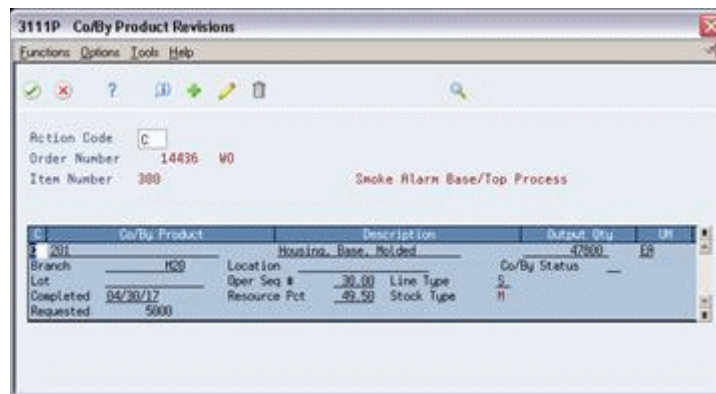 3111P Co/By Product Revisions
Functions Options Tools Help
?
Action Code C
Order Number 14436 WO
Item Number 300 Smoke Alarm Base/Top Process
C Co/By Product Description Output Qty UM
201 Housing, Base, Molded 47800 EA
Branch M20 Location Co/By Status
Lot Oper Seq # 30.00 Line Type S
Completed 04/30/17 Resource Pct 49.50 Stock Type M
Requested 5000